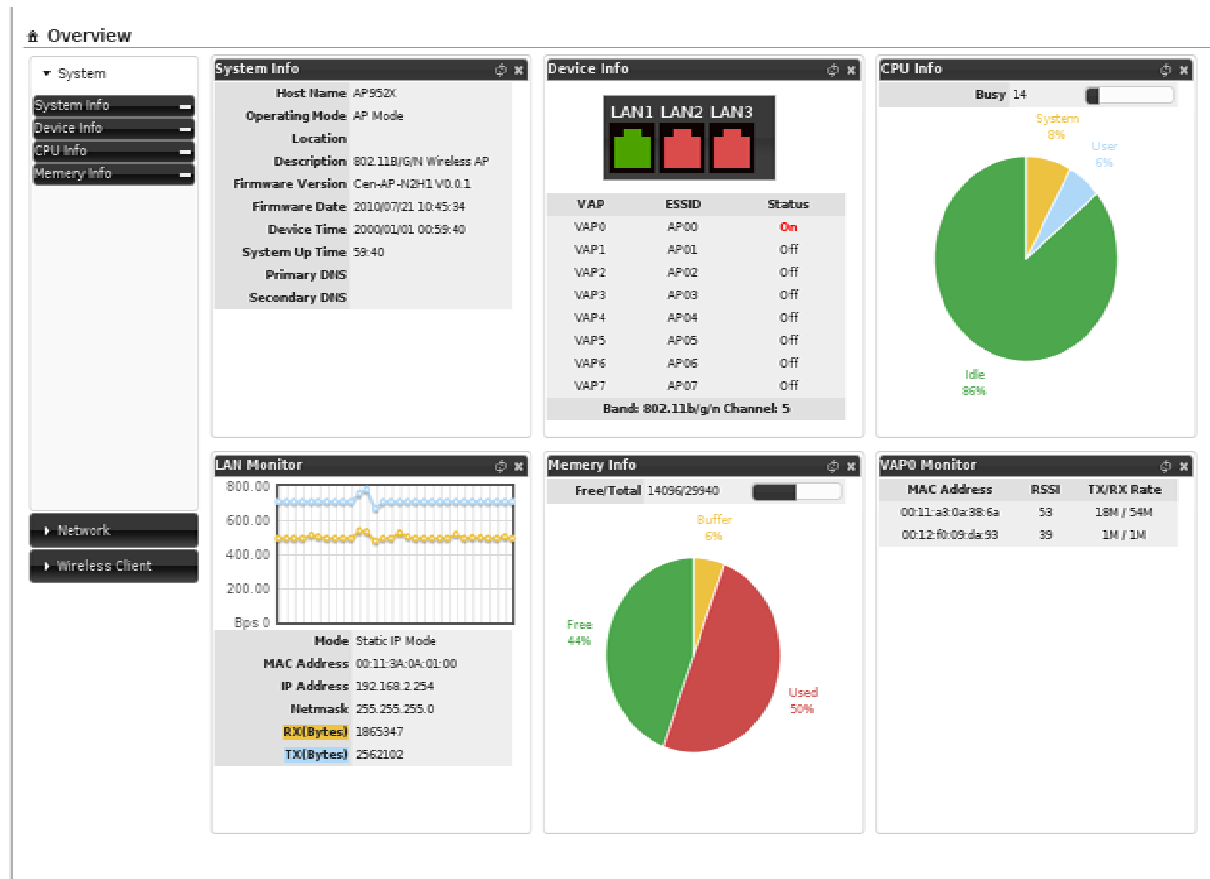 Overview
System
System Info
Device Info
CPU Info
Memery Info
Network
Wireless Client
System Info
Host Name AP952X
Operating Mode AP Mode
Location
Description 802.11B/G/N Wireless AP
Firmware Version Cen-AP-N2H1 V0.0.1
Firmware Date 2010/07/21 10:45:34
Device Time 2000/01/01 00:59:40
System Up Time 59:40
Primary DNS
Secondary DNS
Device Info
LAN1 LAN2 LAN3
VAP ESSID Status
VAP0 AP00 On
VAP1 AP01 Off
VAP2 AP02 Off
VAP3 AP03 Off
VAP4 AP04 Off
VAP5 AP05 Off
VAP6 AP06 Off
VAP7 AP07 Off
Band: 802.11b/g/n Channel: 5
CPU Info
Busy 14
System
8%
User
6%
Idle
86%
LAN Monitor
800.00
600.00
400.00
200.00
Bps 0
Mode Static IP Mode
MAC Address 00:11:3A:0A:01:00
IP Address 192.168.2.254
Netmask 255.255.255.0
RX(Bytes) 1865347
TX(Bytes) 2562102
Memery Info
Free/Total 14096/29940
Buffer
6%
Free
44%
Used
50%
VAP0 Monitor
MAC Address RSSI TX/RX Rate
00:11:a3:0a:38:6a 53 18M / 54M
00:12:f0:09:da:93 39 1M / 1M